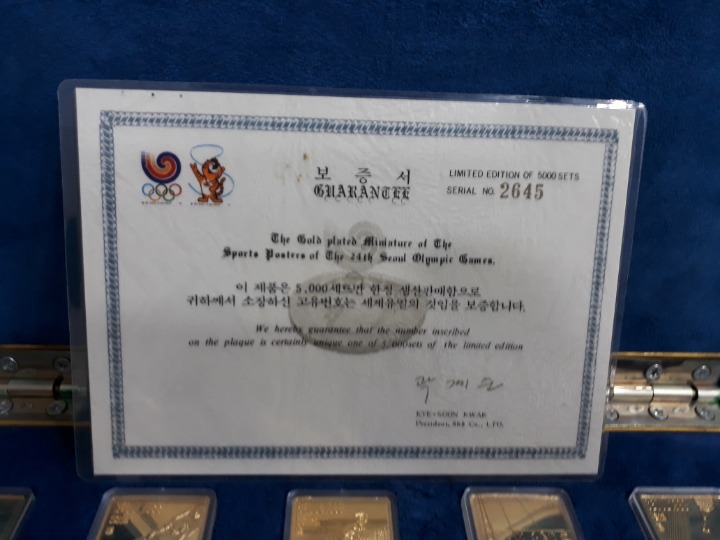 보증서
GUARANTEE
LIMITED EDITION OF 5000 SETS
SERIAL NO. 2645
The Gold plated Miniature of The
Sports Posters of The 24th Seoul Olympic Games.
이 제품은 5,000세트만 한정 생산판매함으로
귀하께서 소장하신 고유번호는 세계유일의 것임을 보증합니다.
We hereby guarantee that the number inscribed
on the plaque is certainly unique one of 5,000sets of the limited edition
KYE-SOON KWAK
President, 88 Co., LTD.